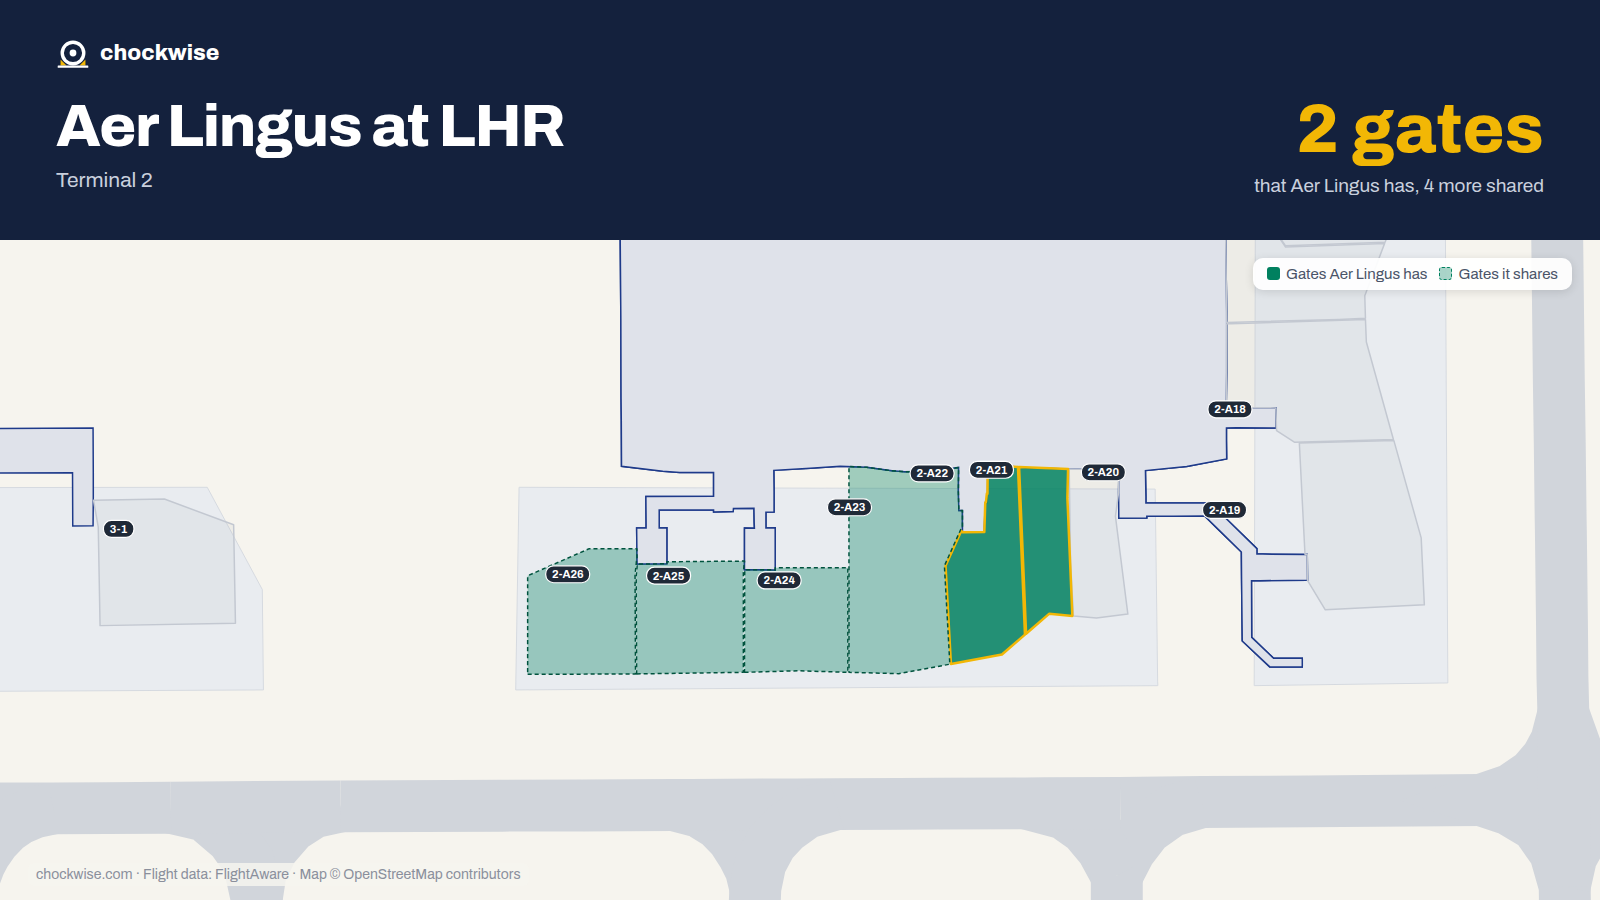 chockwise
Aer Lingus at LHR
Terminal 2
2 gates
that Aer Lingus has, 4 more shared
Gates Aer Lingus has
Gates it shares
2-A18
2-A22
2-A21
2-A20
2-A23
2-A19
3-1
2-A26
2-A25
2-A24
chockwise.com · Flight data: FlightAware · Map © OpenStreetMap contributors